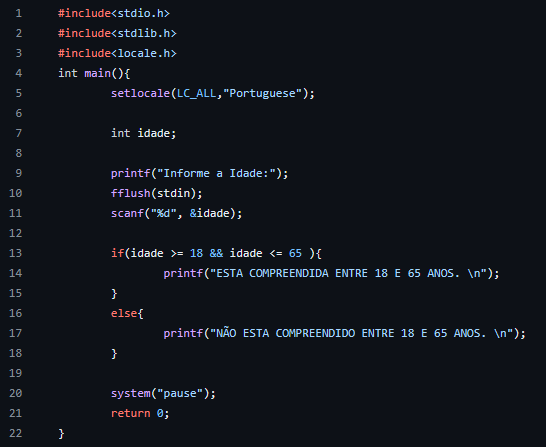 1 #include<stdio.h>
2 #include<stdlib.h>
3 #include<locale.h>
4 int main(){
5 setlocale(LC_ALL,"Portuguese");
6
7 int idade;
8
9 printf("Informe a Idade:");
10 fflush(stdin);
11 scanf("%d", &idade);
12
13 if(idade >= 18 && idade <= 65 ){
14 printf("ESTA COMPREENDIDA ENTRE 18 E 65 ANOS. \n");
15 }
16 else{
17 printf("NÃO ESTA COMPREENDIDO ENTRE 18 E 65 ANOS. \n");
18 }
19
20 system("pause");
21 return 0;
22 }